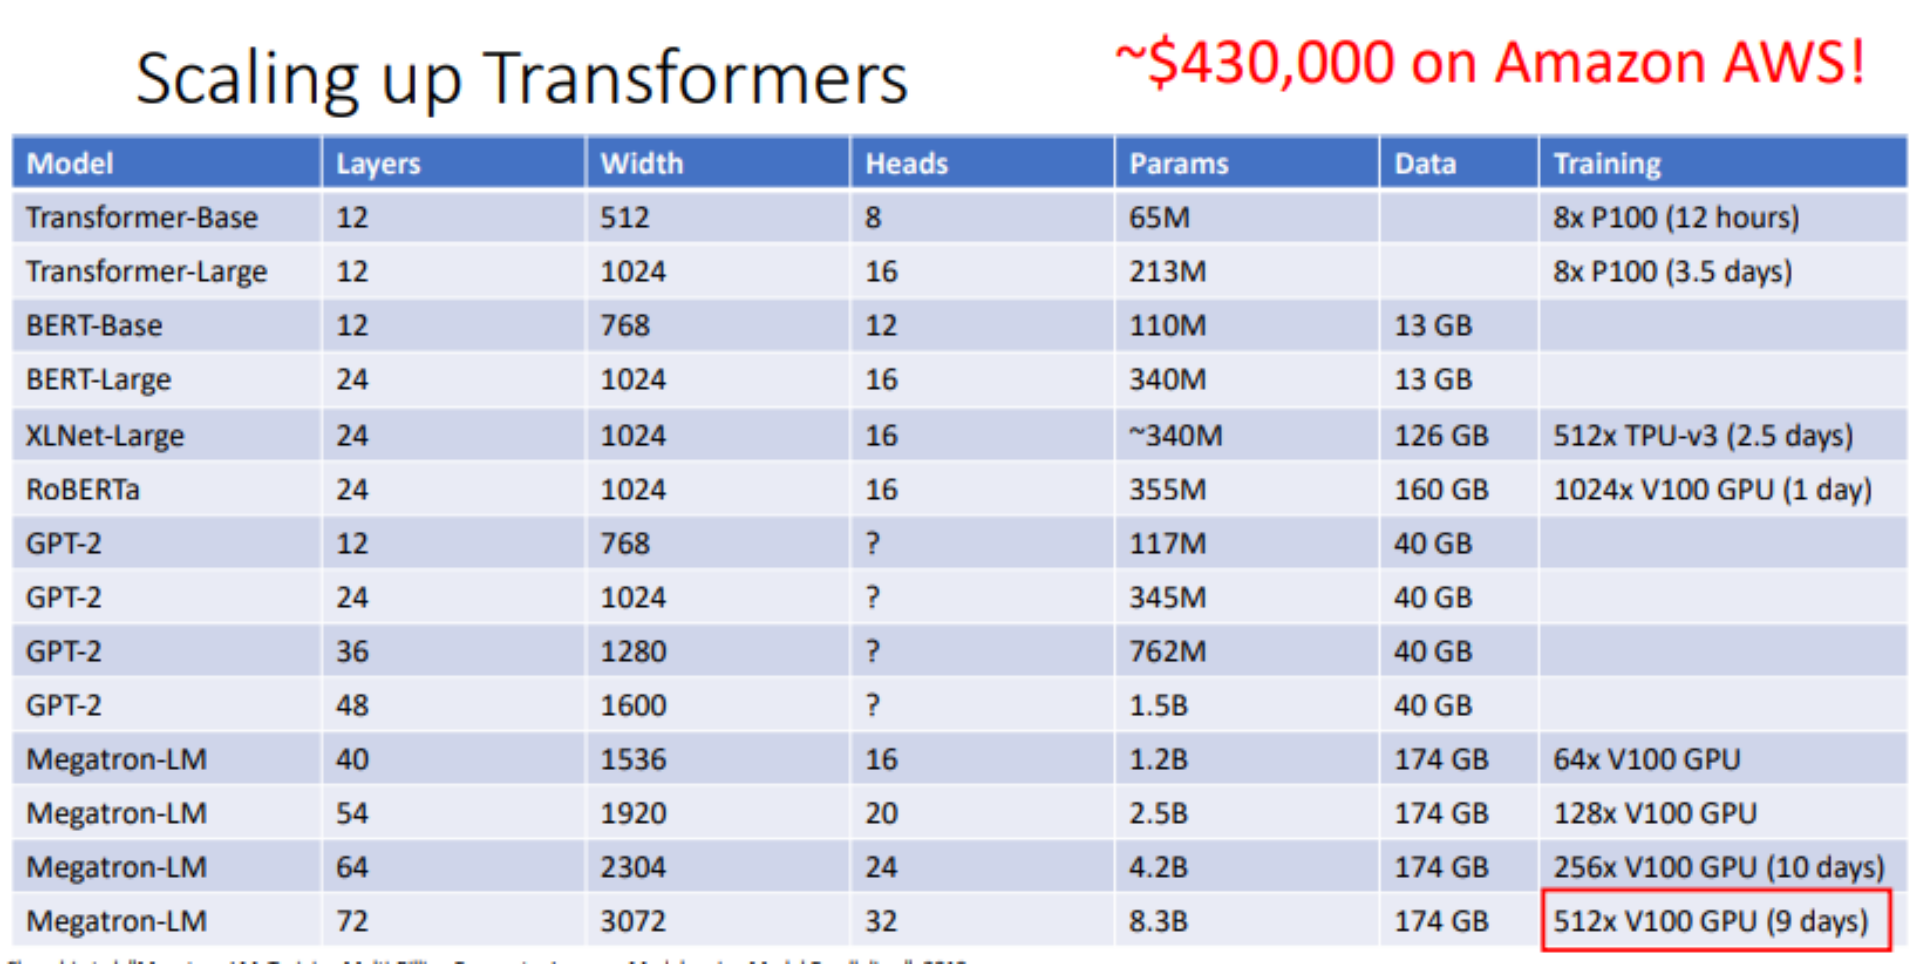 Scaling up Transformers
~$430,000 on Amazon AWS!
Model Layers Width Heads Params Data Training
Transformer-Base 12 512 8 65M 8x P100 (12 hours)
Transformer-Large 12 1024 16 213M 8x P100 (3.5 days)
BERT-Base 12 768 12 110M 13 GB
BERT-Large 24 1024 16 340M 13 GB
XLNet-Large 24 1024 16 ~340M 126 GB 512x TPU-v3 (2.5 days)
RoBERTa 24 1024 16 355M 160 GB 1024x V100 GPU (1 day)
GPT-2 12 768 ? 117M 40 GB
GPT-2 24 1024 ? 345M 40 GB
GPT-2 36 1280 ? 762M 40 GB
GPT-2 48 1600 ? 1.5B 40 GB
Megatron-LM 40 1536 16 1.2B 174 GB 64x V100 GPU
Megatron-LM 54 1920 20 2.5B 174 GB 128x V100 GPU
Megatron-LM 64 2304 24 4.2B 174 GB 256x V100 GPU (10 days)
Megatron-LM 72 3072 32 8.3B 174 GB 512x V100 GPU (9 days)